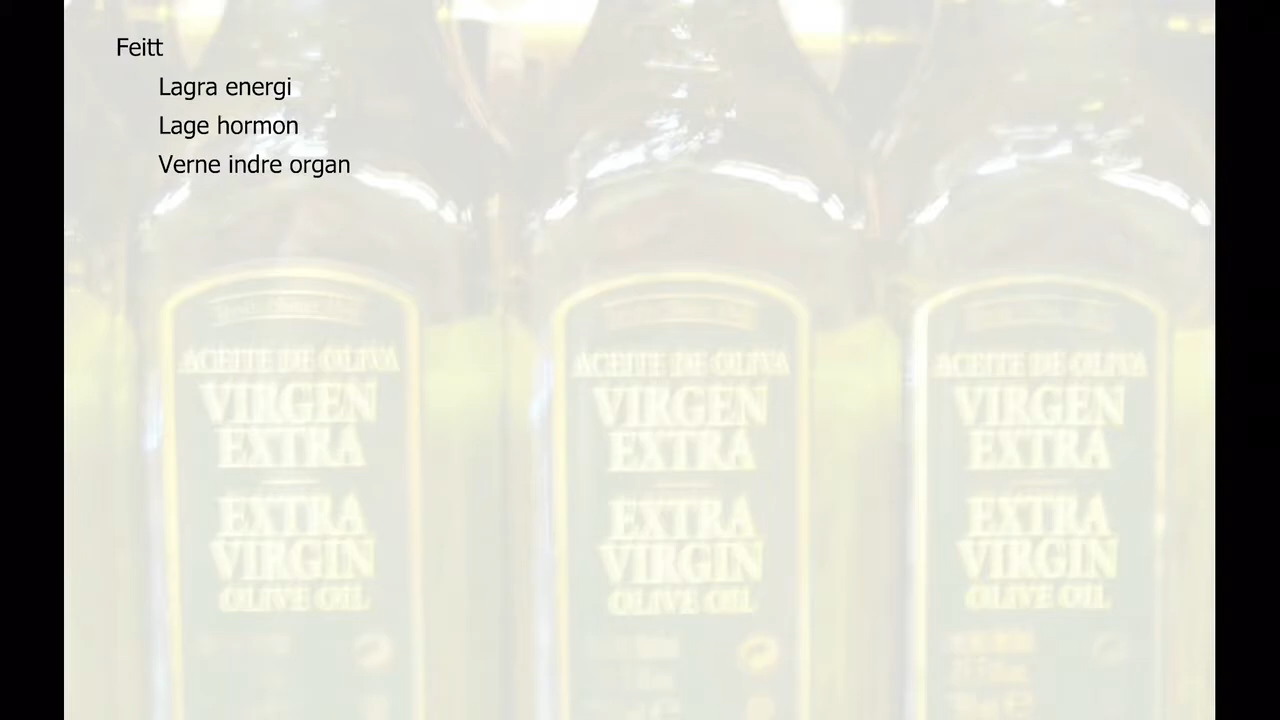 Feitt
Lagra energi
Lage hormon
Verne indre organ
ACEITE DE OLIVA
VIRGEN
EXTRA
EXTRA
VIRGIN
OLIVE OIL
ACEITE DE OLIVA
VIRGEN
EXTRA
EXTRA
VIRGIN
OLIVE OIL
ACEITE DE OLIVA
VIRGEN
EXTRA
EXTRA
VIRGIN
OLIVE OIL